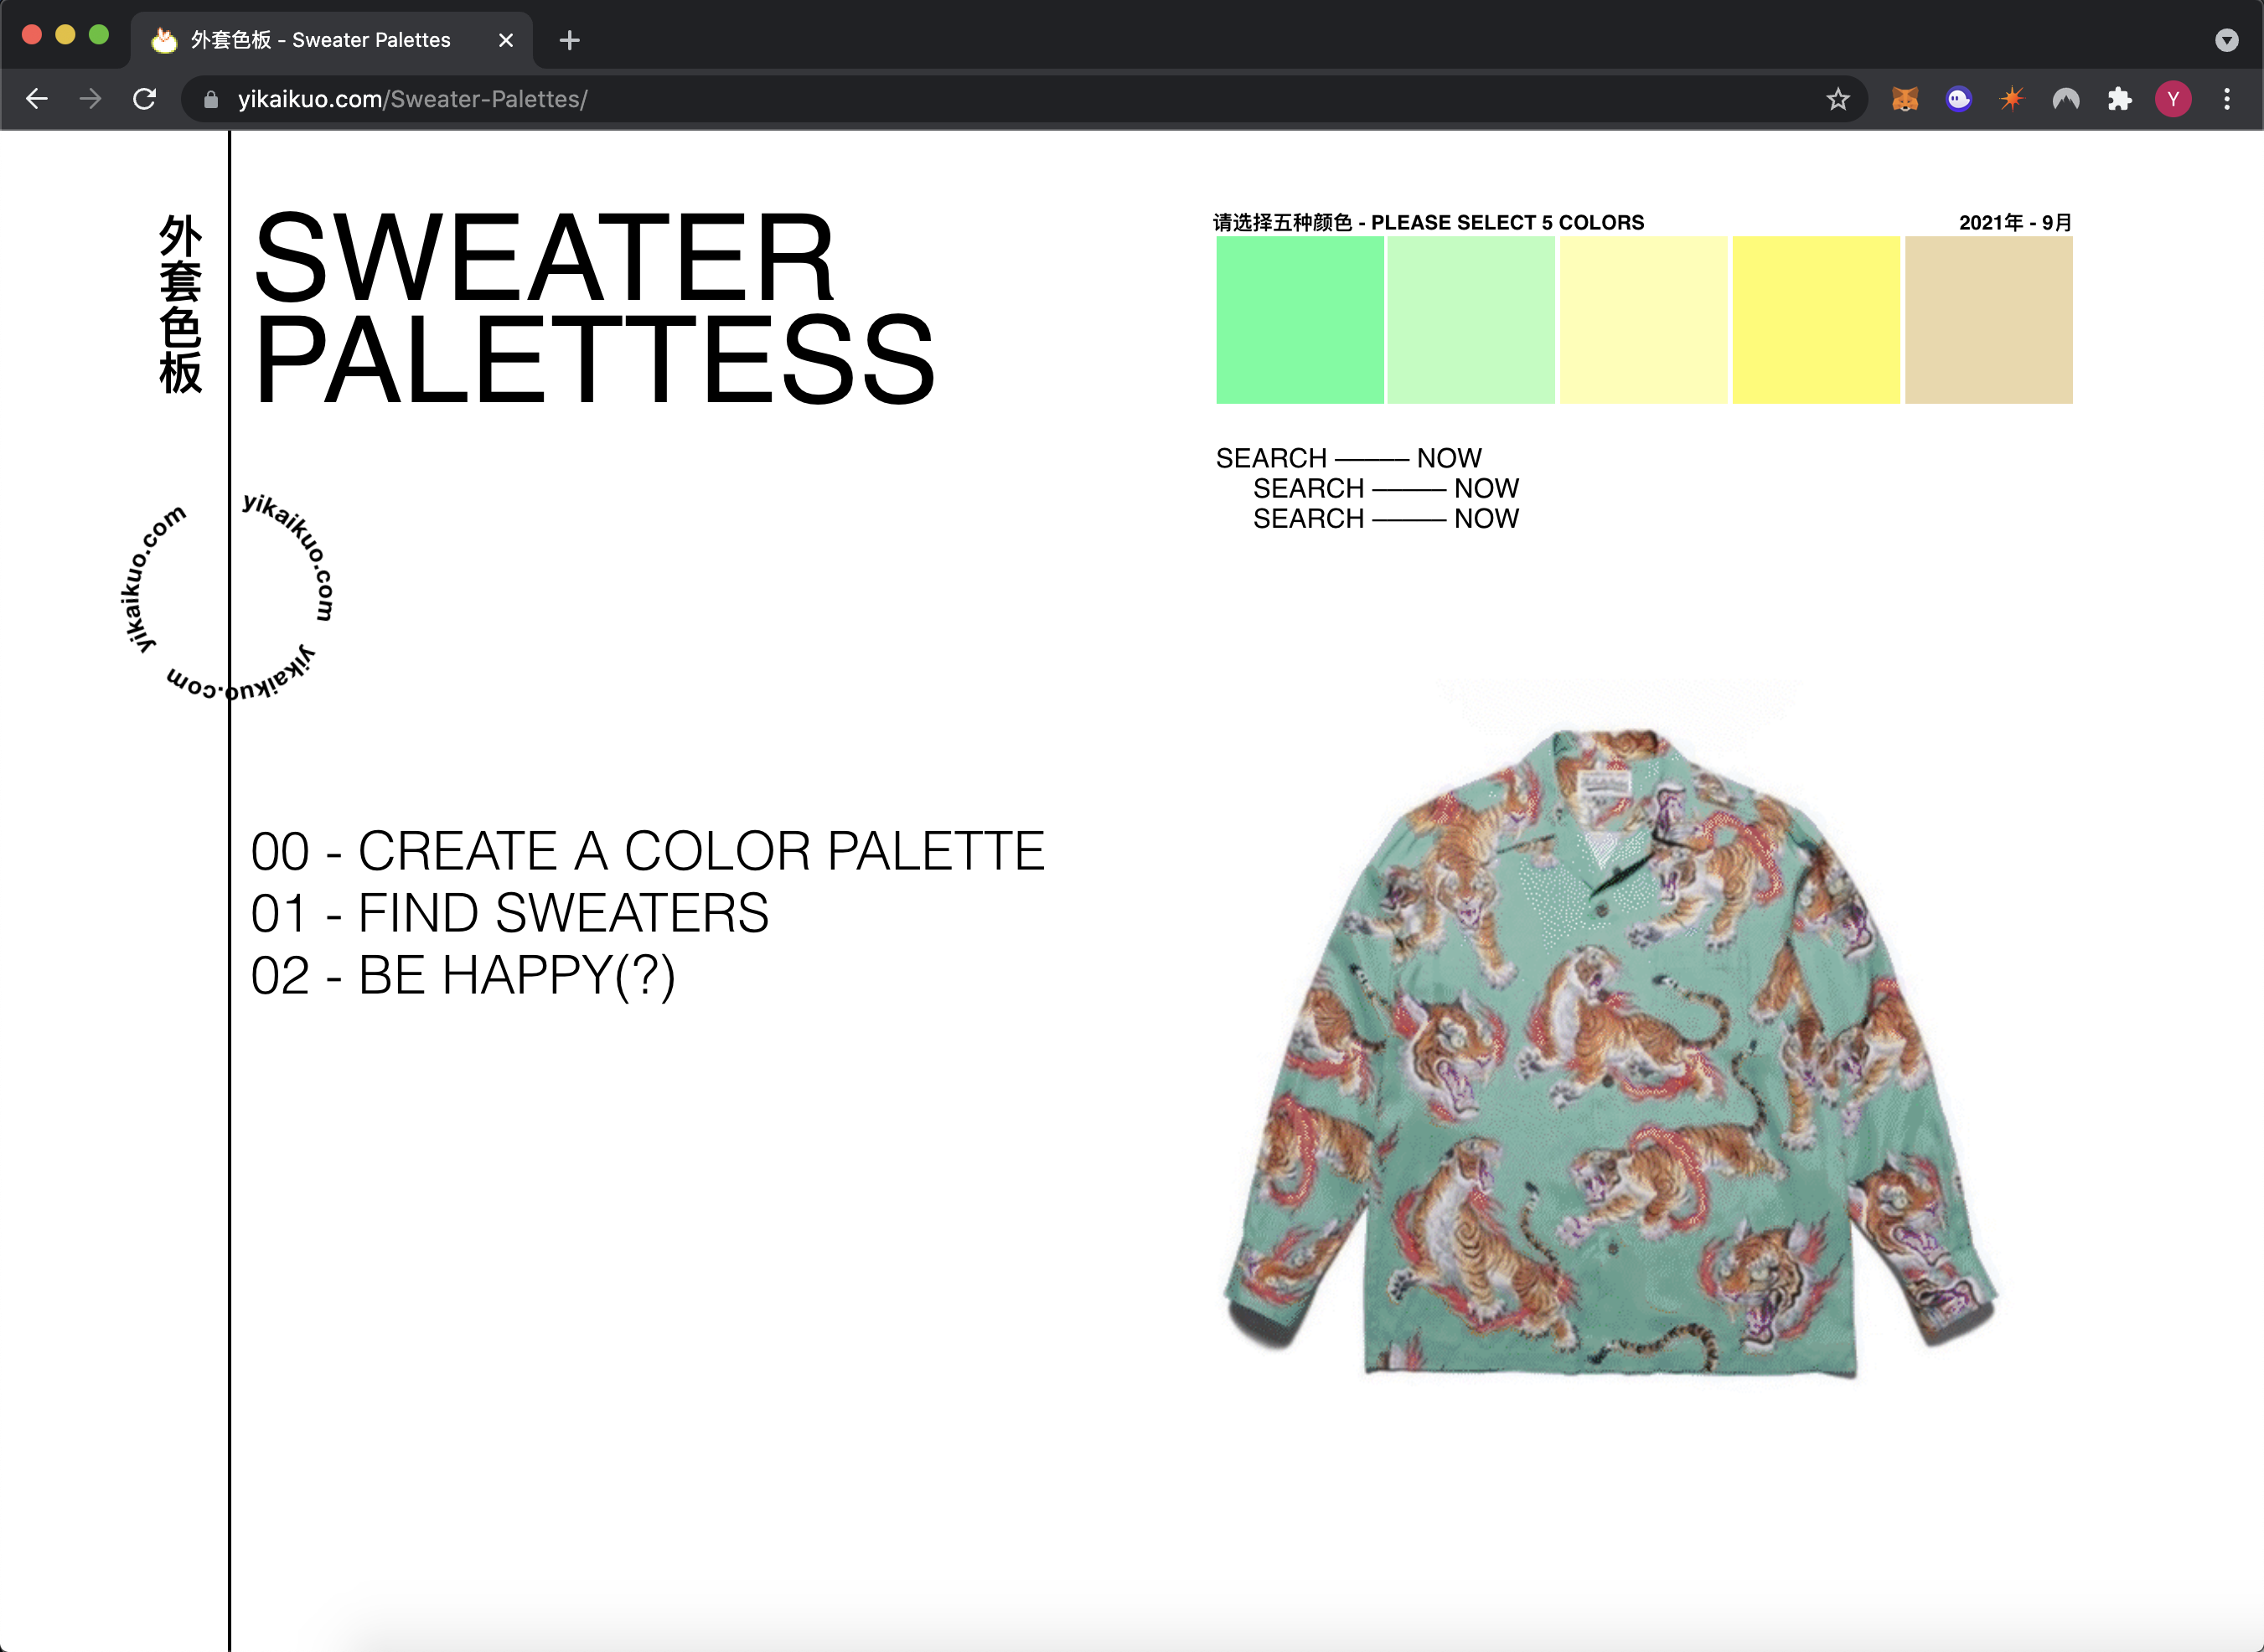 外套色板 - Sweater Palettes
yikaikuo.com/Sweater-Palettes/
Y
外套色板
SWEATER
PALETTESS
请选择五种颜色 - PLEASE SELECT 5 COLORS
2021年 - 9月
SEARCH ——— NOW
SEARCH ——— NOW
SEARCH ——— NOW
yikaikuo.com
yikaikuo.com
yikaikuo.com
00 - CREATE A COLOR PALETTE
01 - FIND SWEATERS
02 - BE HAPPY(?)